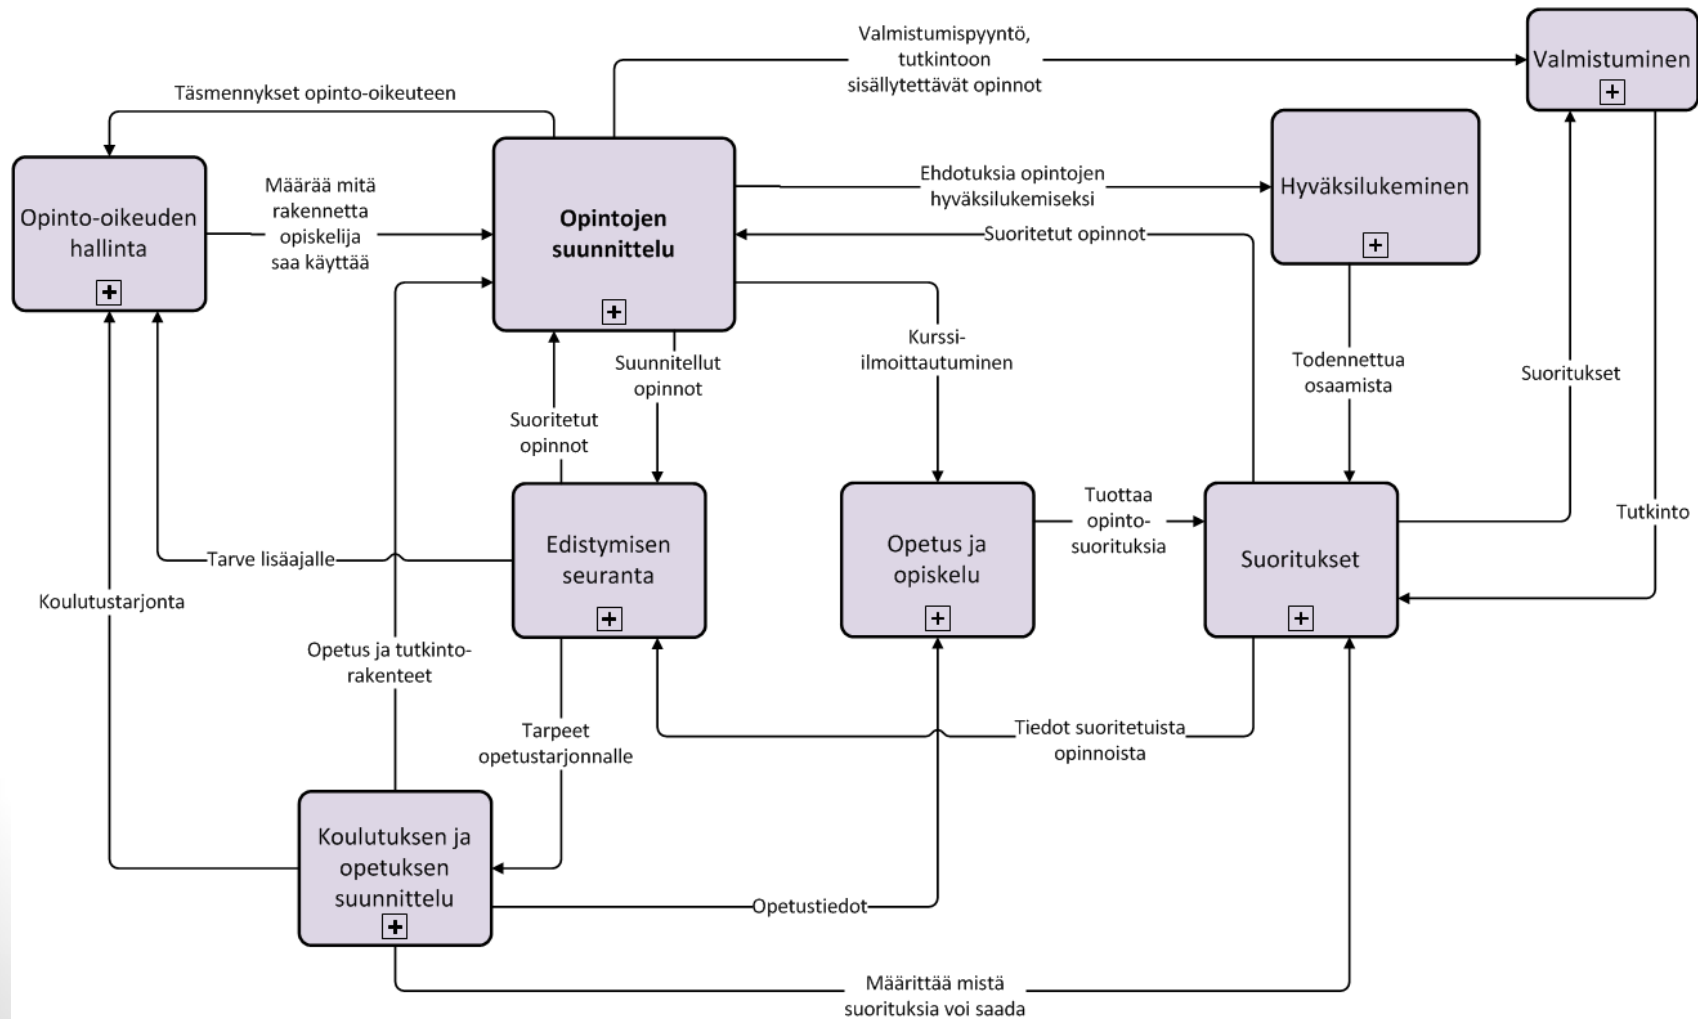 Valmistumispyyntö,
tutkintoon
sisällytettävät opinnot
Valmistuminen
Täsmennykset opinto-oikeuteen
Opinto-oikeuden
hallinta
Määrää mitä
rakennetta
opiskelija
saa käyttää
Opintojen
suunnittelu
Ehdotuksia opintojen
hyväksilukemiseksi
Hyväksilukeminen
Suoritetut opinnot
Suunnitellut
opinnot
Kurssi-
ilmoittautuminen
Todennettua
osaamista
Suoritukset
Suoritetut
opinnot
Tarve lisäajalle
Edistymisen
seuranta
Opetus ja
opiskelu
Tuottaa
opinto-
suorituksia
Suoritukset
Tutkinto
Koulutustarjonta
Opetus ja tutkinto-
rakenteet
Tarpeet
opetustarjonnalle
Tiedot suoritetuista
opinnoista
Koulutuksen ja
opetuksen
suunnittelu
Opetustiedot
Määrittää mistä
suorituksia voi saada